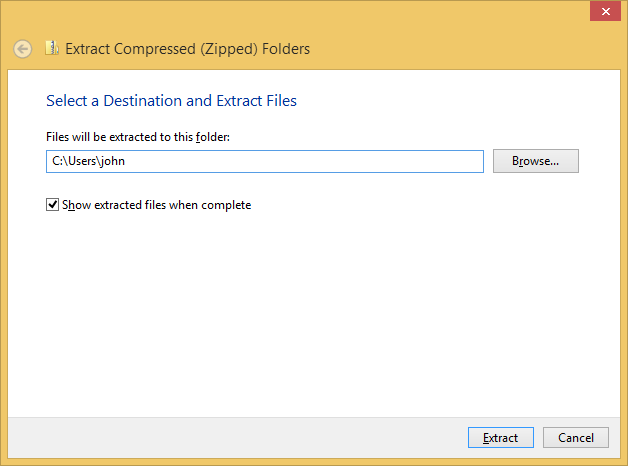 Extract Compressed (Zipped) Folders
Select a Destination and Extract Files
Files will be extracted to this folder:
C:\Users\john
Browse...
Show extracted files when complete
Extract
Cancel